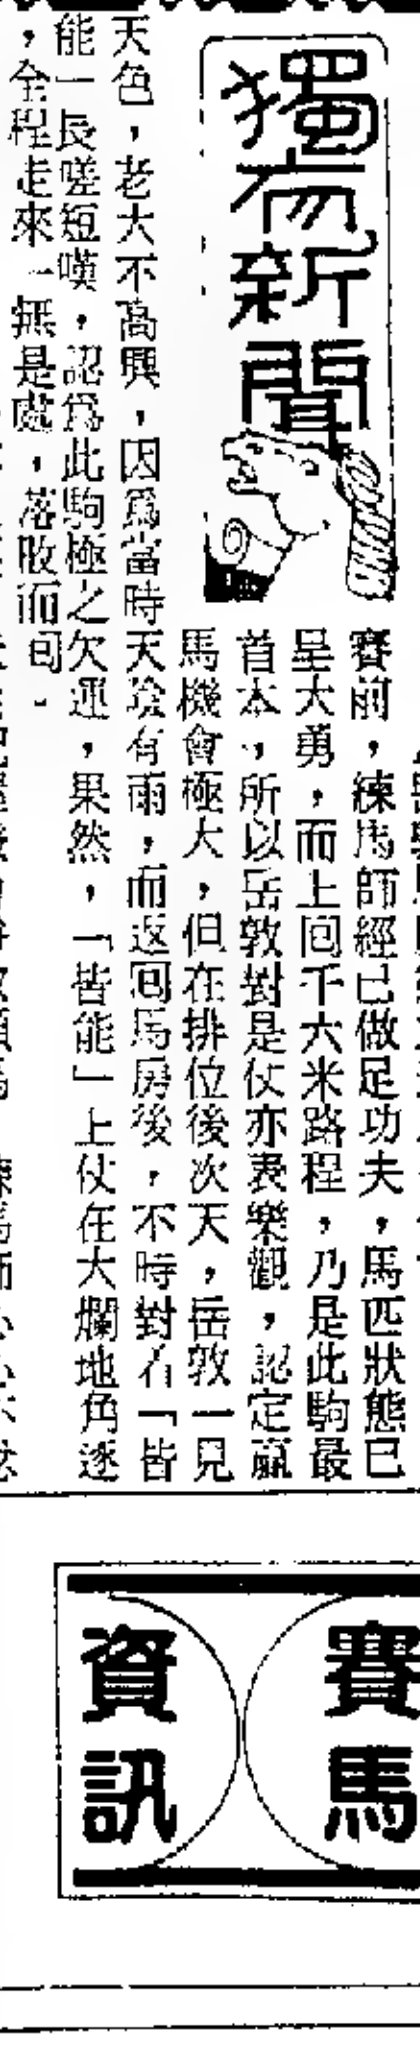 獨家新聞
賽前，練馬師經已做足功夫，馬匹狀態已
呈大勇，而上囘千六米路程，乃是此駒最
首本，所以岳敦對是仗亦表樂觀，認定贏
馬機會極大，但在排位後次天，岳敦一見
天色，老大不高興，因爲當時天陰有雨，而返囘馬房後，不時對着「皆
能」長嗟短嘆，認爲此駒極之欠運，果然，「皆能」上仗在大爛地角逐
，全程走來一無是處，落敗而囘。
賽馬
資訊